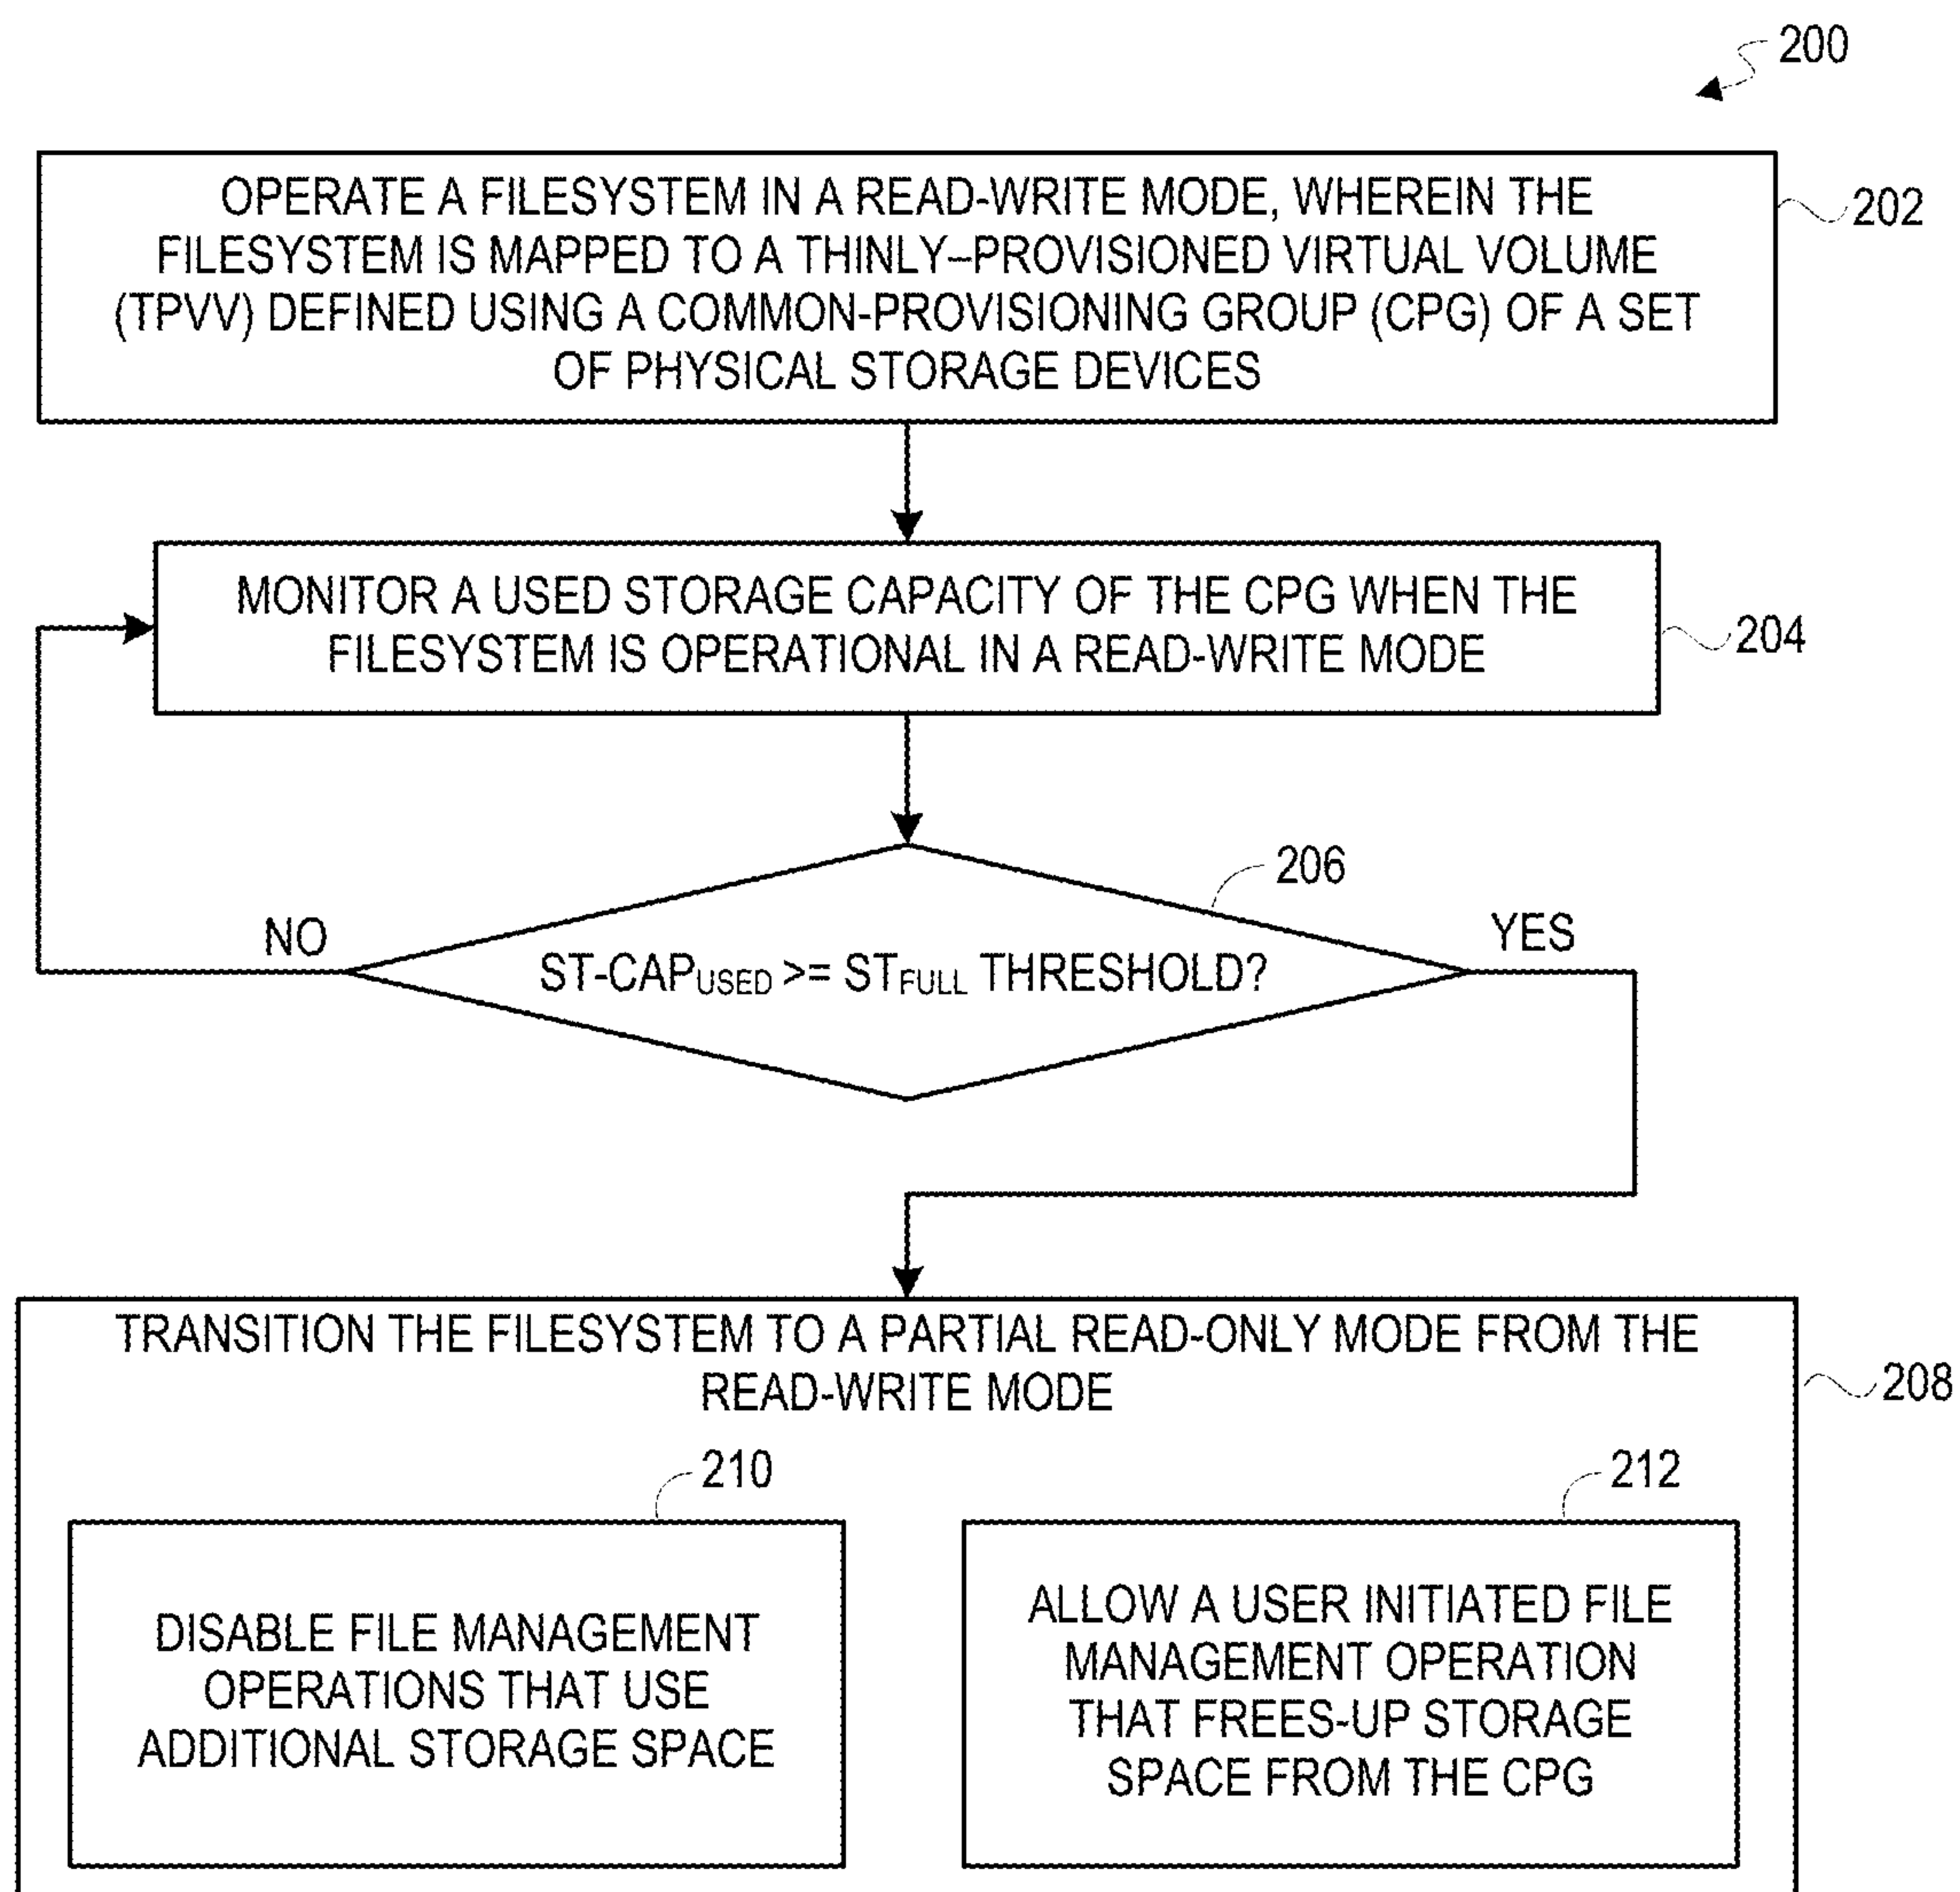 200
OPERATE A FILESYSTEM IN A READ-WRITE MODE, WHEREIN THE
FILESYSTEM IS MAPPED TO A THINLY–PROVISIONED VIRTUAL VOLUME
(TPVV) DEFINED USING A COMMON-PROVISIONING GROUP (CPG) OF A SET
OF PHYSICAL STORAGE DEVICES
202
MONITOR A USED STORAGE CAPACITY OF THE CPG WHEN THE
FILESYSTEM IS OPERATIONAL IN A READ-WRITE MODE
204
206
NO
YES
ST-CAPUSED >= STFULL THRESHOLD?
TRANSITION THE FILESYSTEM TO A PARTIAL READ-ONLY MODE FROM THE
READ-WRITE MODE
208
210
DISABLE FILE MANAGEMENT
OPERATIONS THAT USE
ADDITIONAL STORAGE SPACE
212
ALLOW A USER INITIATED FILE
MANAGEMENT OPERATION
THAT FREES-UP STORAGE
SPACE FROM THE CPG